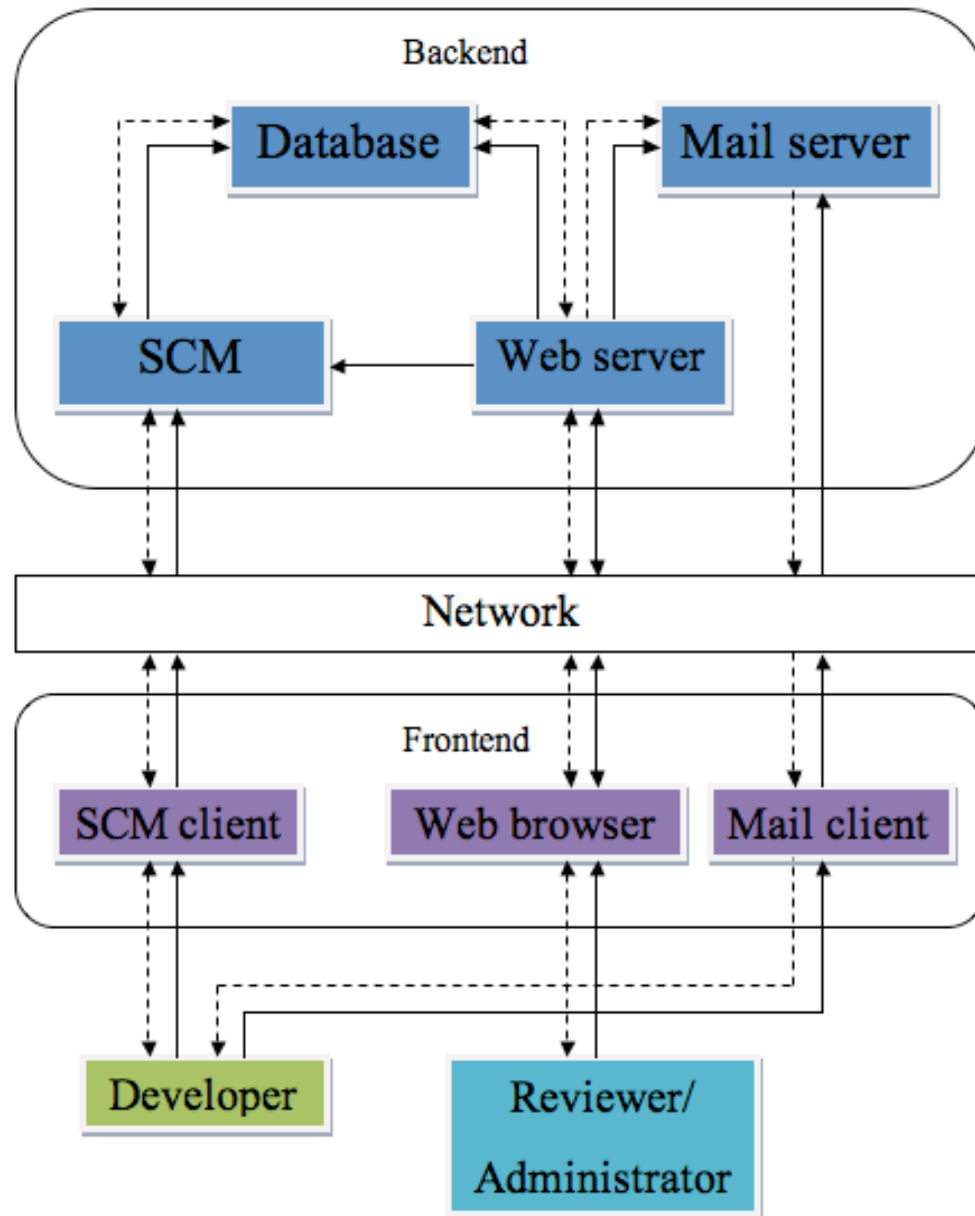 Backend
Database
Mail server
SCM
Web server
Network
Frontend
SCM client
Web browser
Mail client
Developer
Reviewer/
Administrator